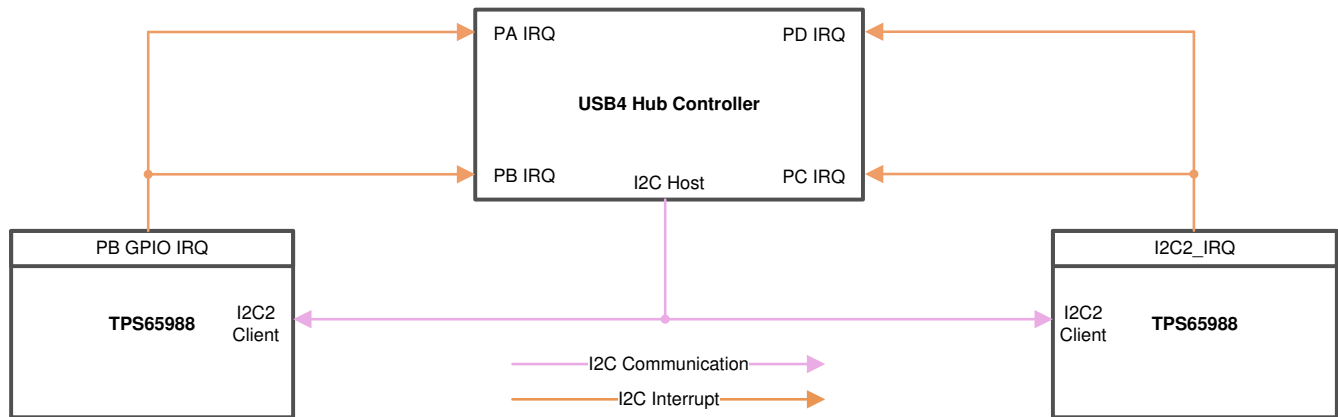 PA IRQ
PD IRQ
USB4 Hub Controller
PB IRQ
I2C Host
PC IRQ
PB GPIO IRQ
I2C2_IRQ
TPS65988
I2C2
Client
I2C2
Client
TPS65988
I2C Communication
I2C Interrupt